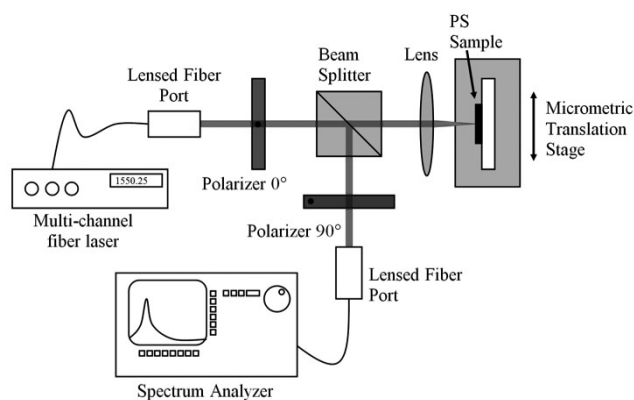 PS
Sample
Beam
Splitter
Lens
Lensed Fiber
Port
Micrometric
Translation
Stage
1550.25
Polarizer 0°
Multi-channel
fiber laser
Polarizer 90°
Lensed Fiber
Port
Spectrum Analyzer